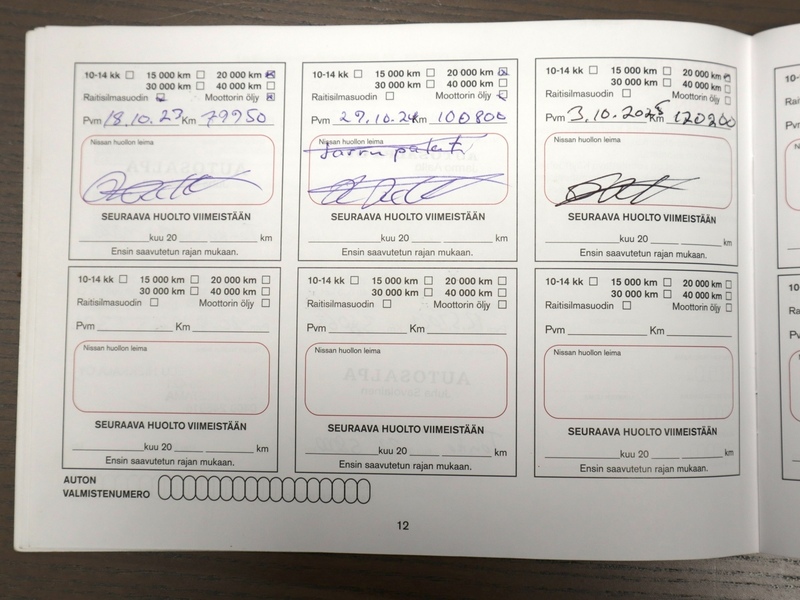 10-14 kk 15 000 km 20 000 km
30 000 km 40 000 km
Raitisilmasuodin Moottorin öljy
Pvm 18.10.23 Km 79950
Nissan huollon leima
SEURAAVA HUOLTO VIIMEISTÄÄN
kuu 20 km
Ensin saavutetun rajan mukaan.
10-14 kk 15 000 km 20 000 km
30 000 km 40 000 km
Raitisilmasuodin Moottorin öljy
Pvm 29.10.24 Km 100800
Nissan huollon leima
Jarru palat
SEURAAVA HUOLTO VIIMEISTÄÄN
kuu 20 km
Ensin saavutetun rajan mukaan.
10-14 kk 15 000 km 20 000 km
30 000 km 40 000 km
Raitisilmasuodin Moottorin öljy
Pvm 3.10.2025 Km 120200
Nissan huollon leima
SEURAAVA HUOLTO VIIMEISTÄÄN
kuu 20 km
Ensin saavutetun rajan mukaan.
10-14 kk 15 000 km 20 000 km
30 000 km 40 000 km
Raitisilmasuodin Moottorin öljy
Pvm Km
Nissan huollon leima
SEURAAVA HUOLTO VIIMEISTÄÄN
kuu 20 km
Ensin saavutetun rajan mukaan.
10-14 kk 15 000 km 20 000 km
30 000 km 40 000 km
Raitisilmasuodin Moottorin öljy
Pvm Km
Nissan huollon leima
SEURAAVA HUOLTO VIIMEISTÄÄN
kuu 20 km
Ensin saavutetun rajan mukaan.
10-14 kk 15 000 km 20 000 km
30 000 km 40 000 km
Raitisilmasuodin Moottorin öljy
Pvm Km
Nissan huollon leima
SEURAAVA HUOLTO VIIMEISTÄÄN
kuu 20 km
Ensin saavutetun rajan mukaan.
AUTON
VALMISTENUMERO
12